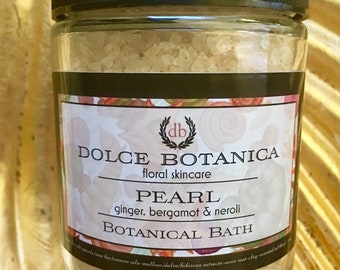 db
DOLCE BOTANICA
floral skincare
PEARL
ginger, bergamot & neroli
BOTANICAL BATH